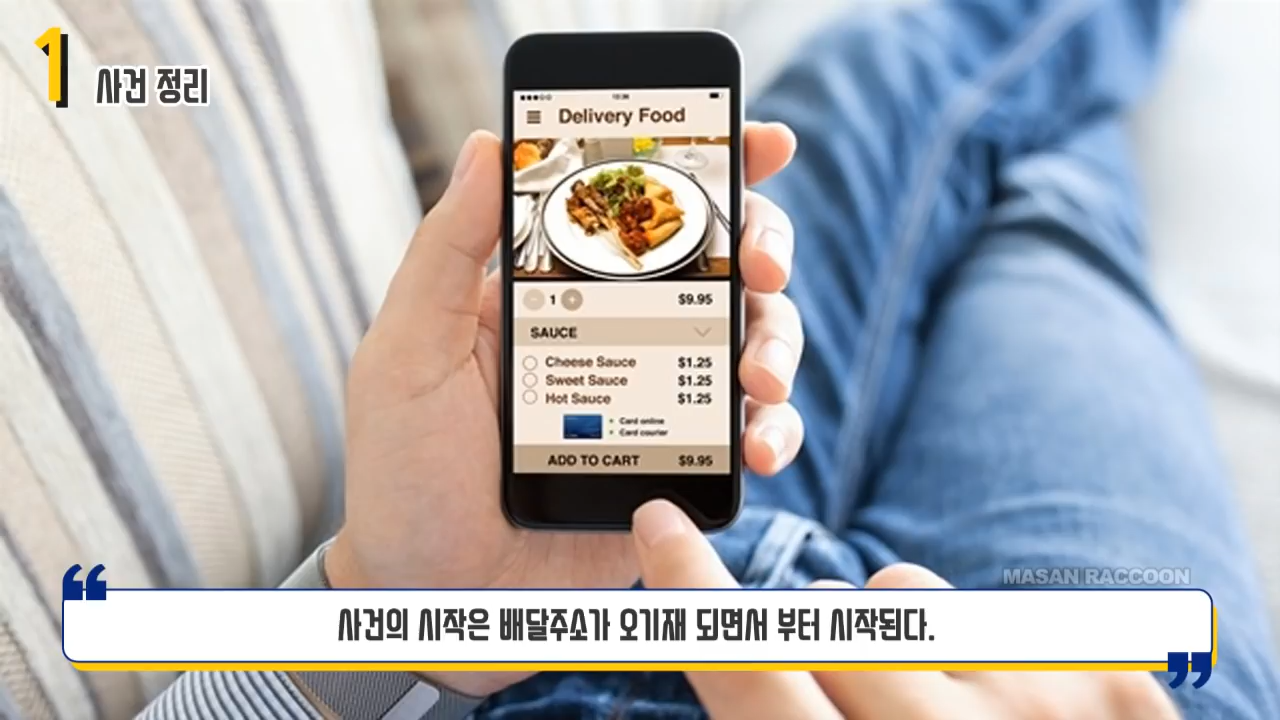 1 사건 정리
Delivery Food
1 $9.95
SAUCE
Cheese Sauce $1.25
Sweet Sauce $1.25
Hot Sauce $1.25
Card online
Card courier
ADD TO CART $9.95
MASAN RACCOON
사건의 시작은 배달주소가 오기재 되면서 부터 시작된다.